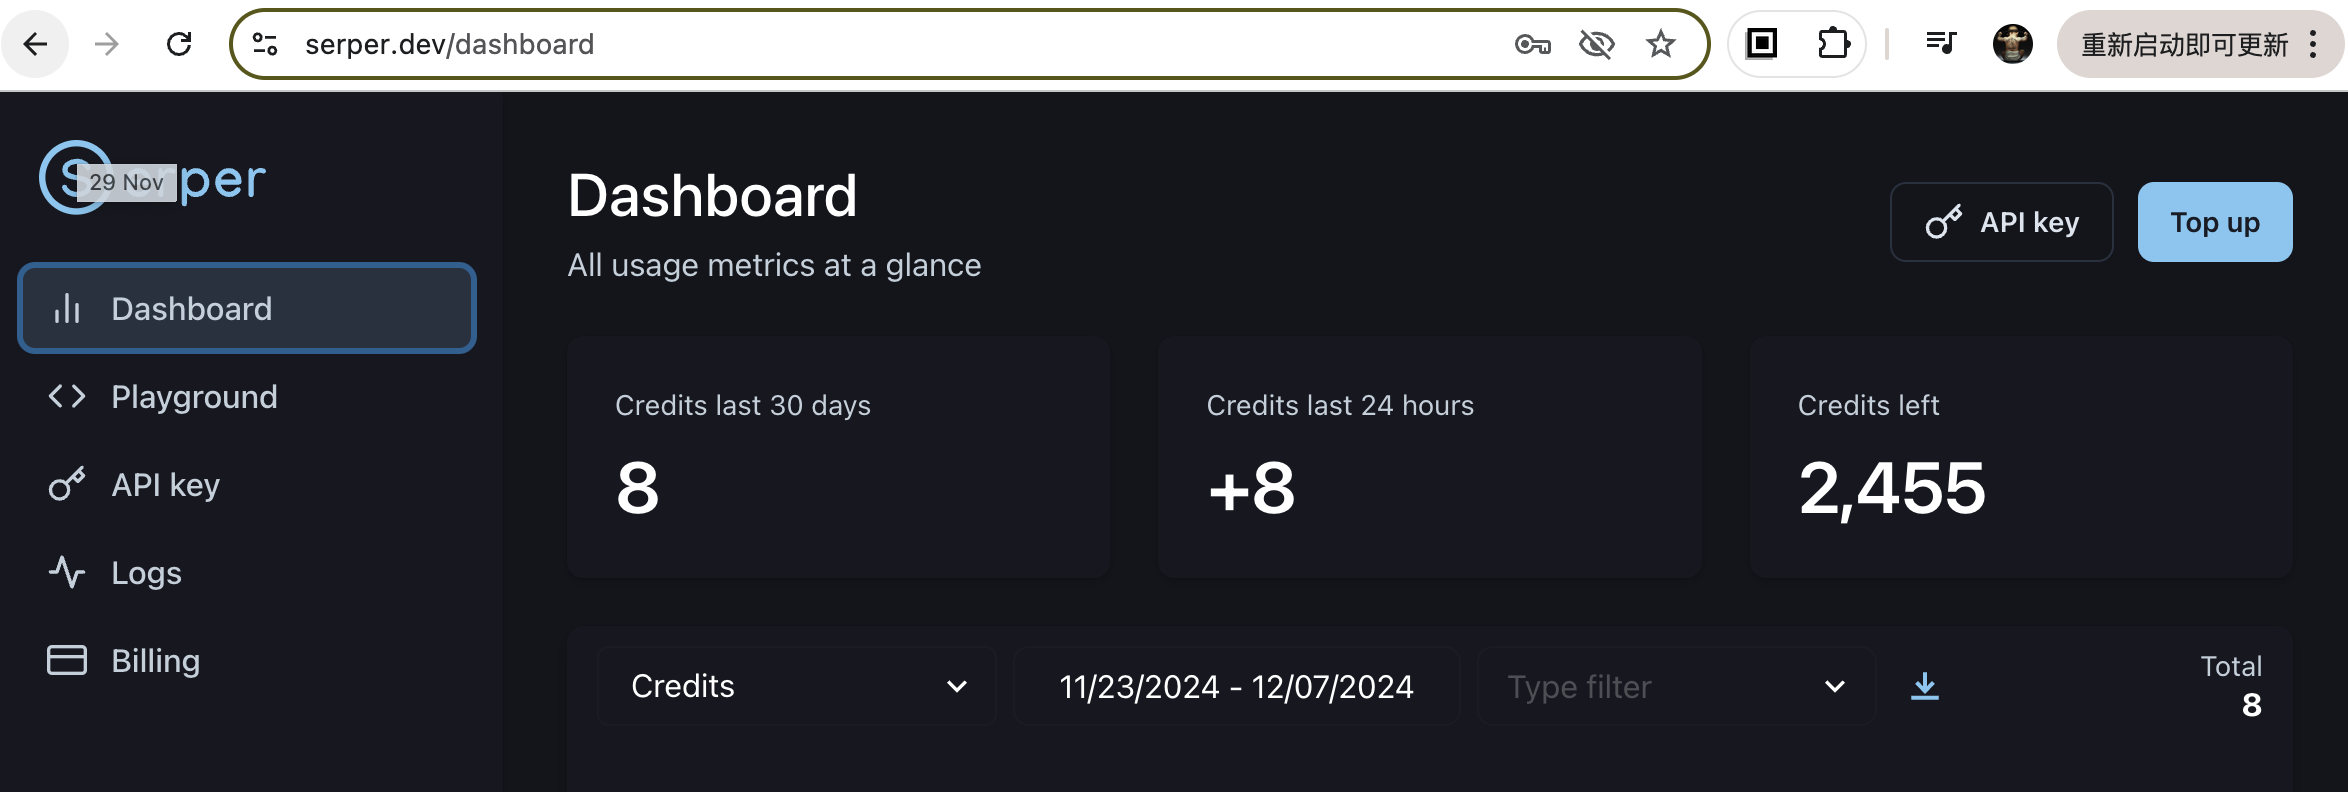 serper.dev/dashboard
重新启动即可更新
Serper
29 Nov
Dashboard
Playground
API key
Logs
Billing
Dashboard
All usage metrics at a glance
API key
Top up
Credits last 30 days
8
Credits last 24 hours
+8
Credits left
2,455
Credits
11/23/2024 - 12/07/2024
Type filter
Total
8